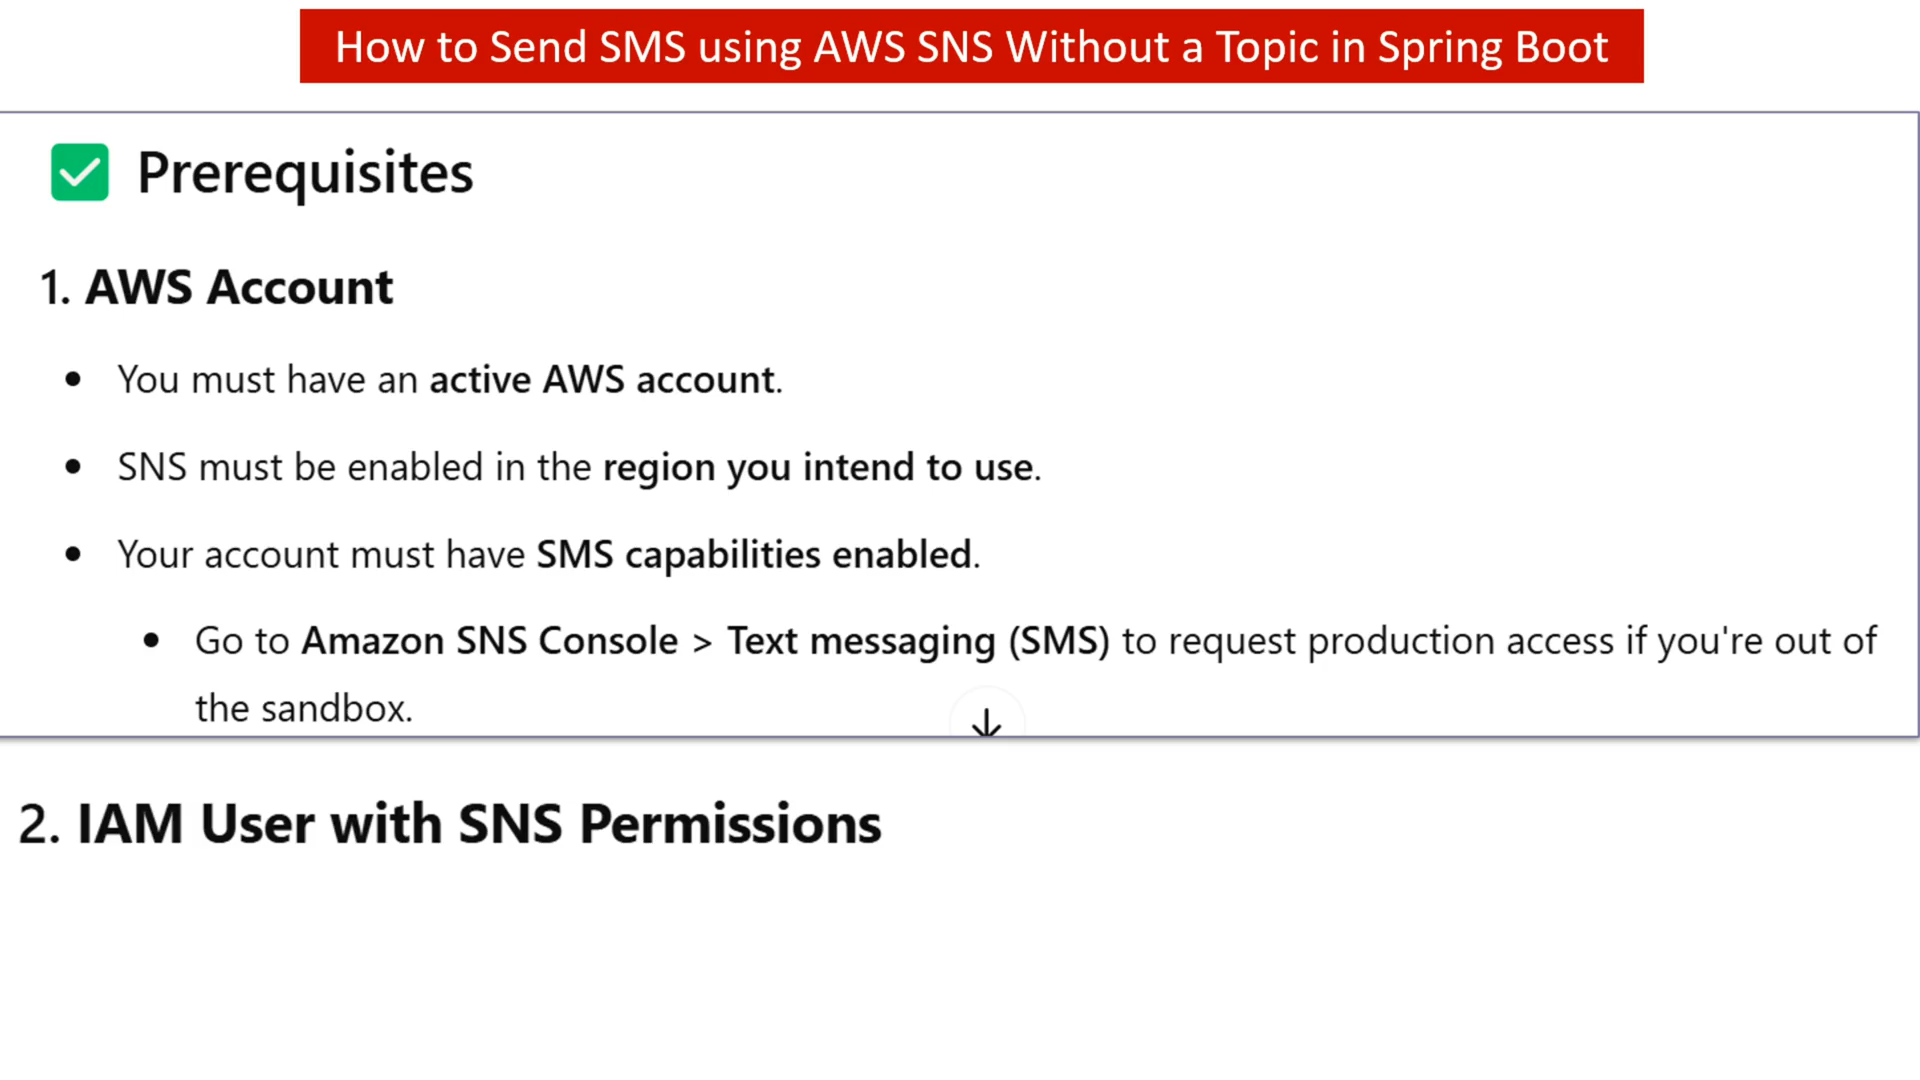 How to Send SMS using AWS SNS Without a Topic in Spring Boot
✅ Prerequisites
1. AWS Account
• You must have an active AWS account.
• SNS must be enabled in the region you intend to use.
• Your account must have SMS capabilities enabled.
• Go to Amazon SNS Console > Text messaging (SMS) to request production access if you're out of
the sandbox.
2. IAM User with SNS Permissions